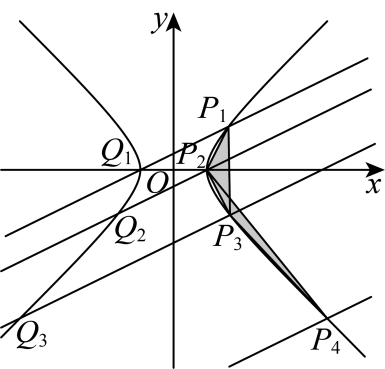 y
P₁
Q₁ P₂
O x
Q₂ P₃
Q₃ P₄